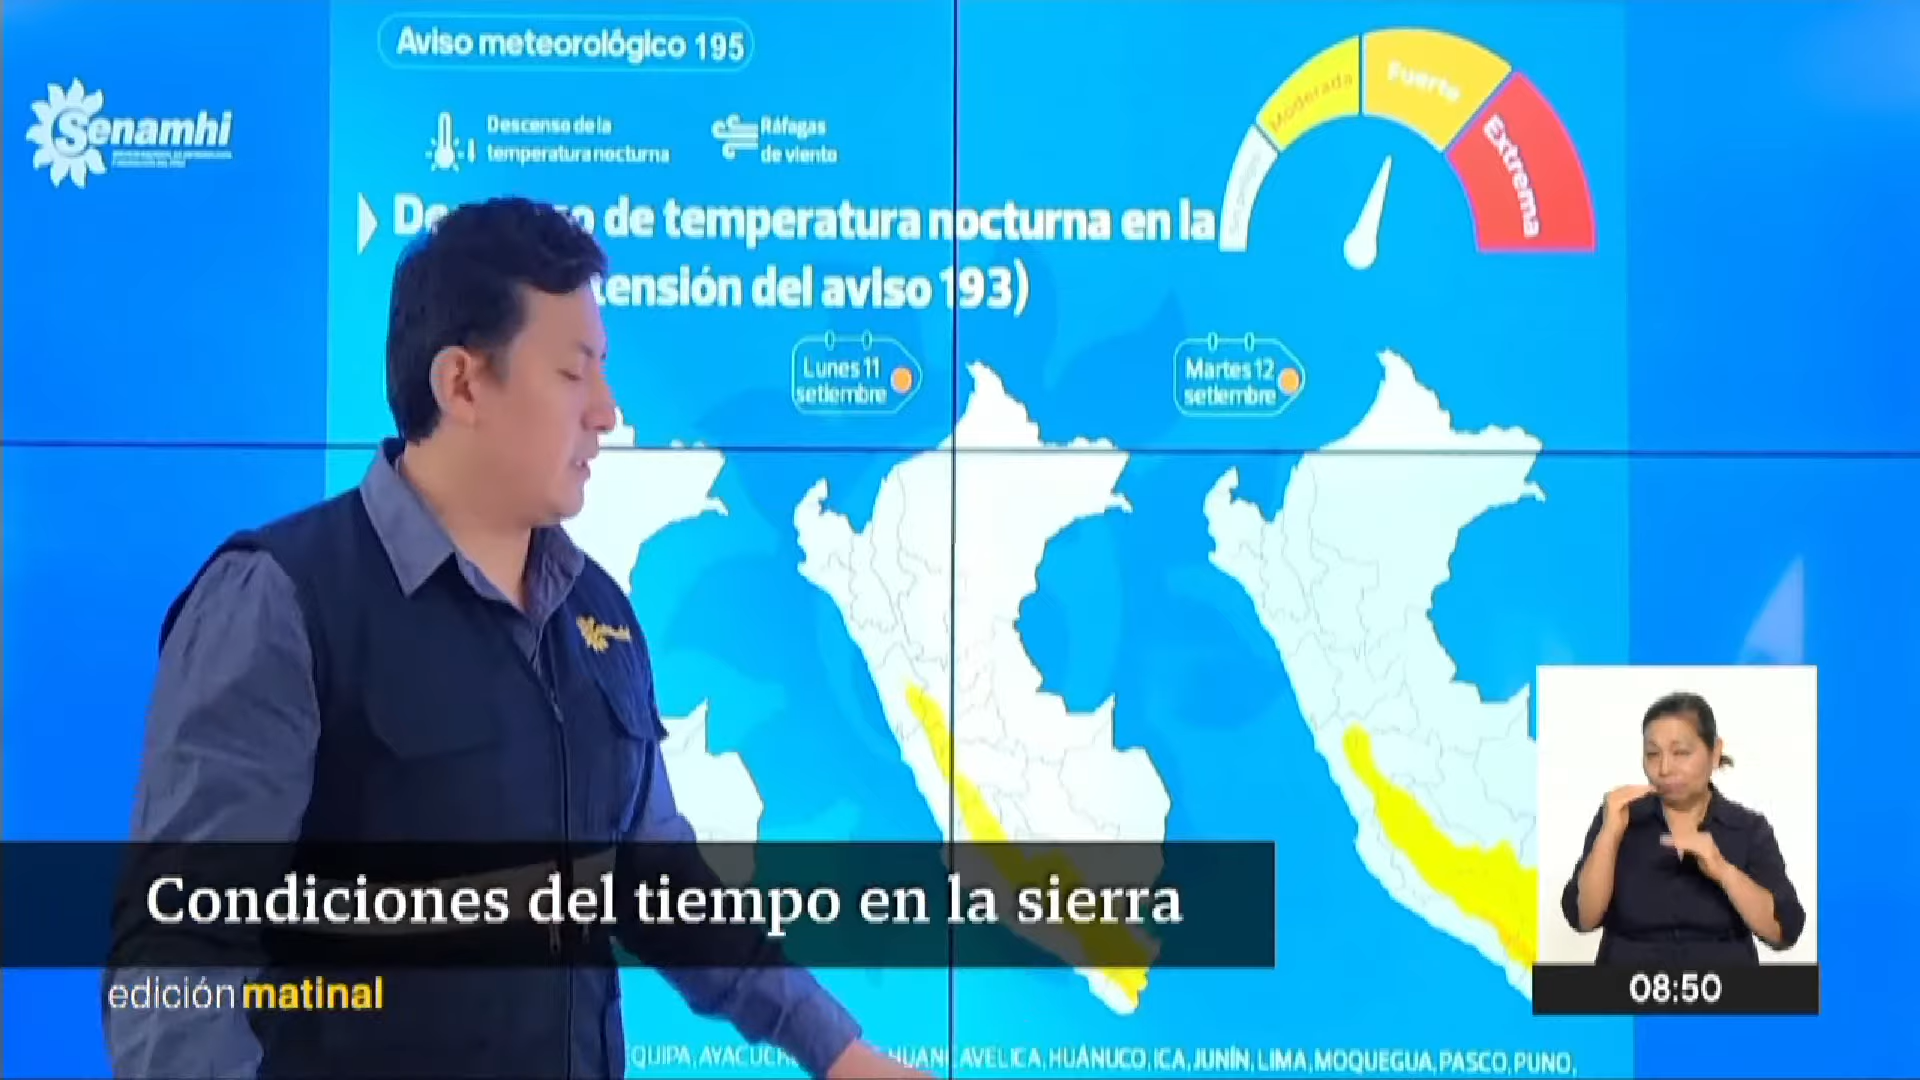 Aviso meteorológico 195
Senamhi
Descenso de la
temperatura nocturna
Ráfagas
de viento
Moderada
Fuerte
Extrema
de temperatura nocturna en la
tensión del aviso 193)
Lunes 11
setiembre
Martes 12
setiembre
Condiciones del tiempo en la sierra
edición matinal
08:50
EQUIPA, AYACUCH HUANCAVELICA, HUÁNUCO, ICA, JUNÍN, LIMA, MOQUEGUA, PASCO, PUNO,